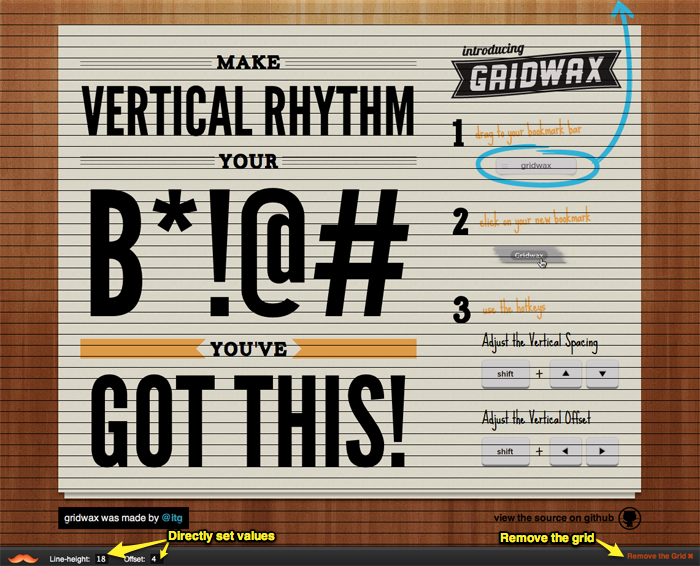 MAKE
VERTICAL RHYTHM
YOUR
B*!@#
YOU'VE
GOT THIS!
introducing
GRIDWAX
1
drag to your bookmark bar
gridwax
2
click on your new bookmark
Gridwax
3
use the hotkeys
Adjust the Vertical Spacing
shift + ▲ ▼
Adjust the Vertical Offset
shift + ◀ ▶
gridwax was made by @itg
view the source on github
Directly set values
Remove the grid
Line-height: 18 Offset: 4
Remove the Grid ✖